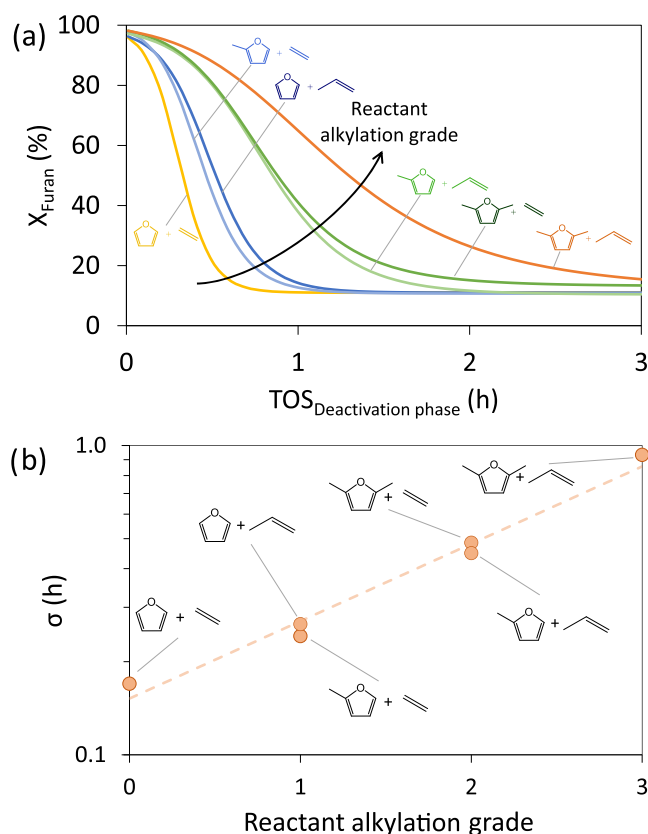 (a)
100
80
60
40
20
0
X_Furan (%)
O
+
O
+
Reactant
alkylation grade
O
+
O
+
O
+
O
+
0
1
2
3
TOS_Deactivation phase (h)
(b)
1.0
0.1
σ (h)
O
+
O
+
O
+
O
+
O
+
O
+
0
1
2
3
Reactant alkylation grade